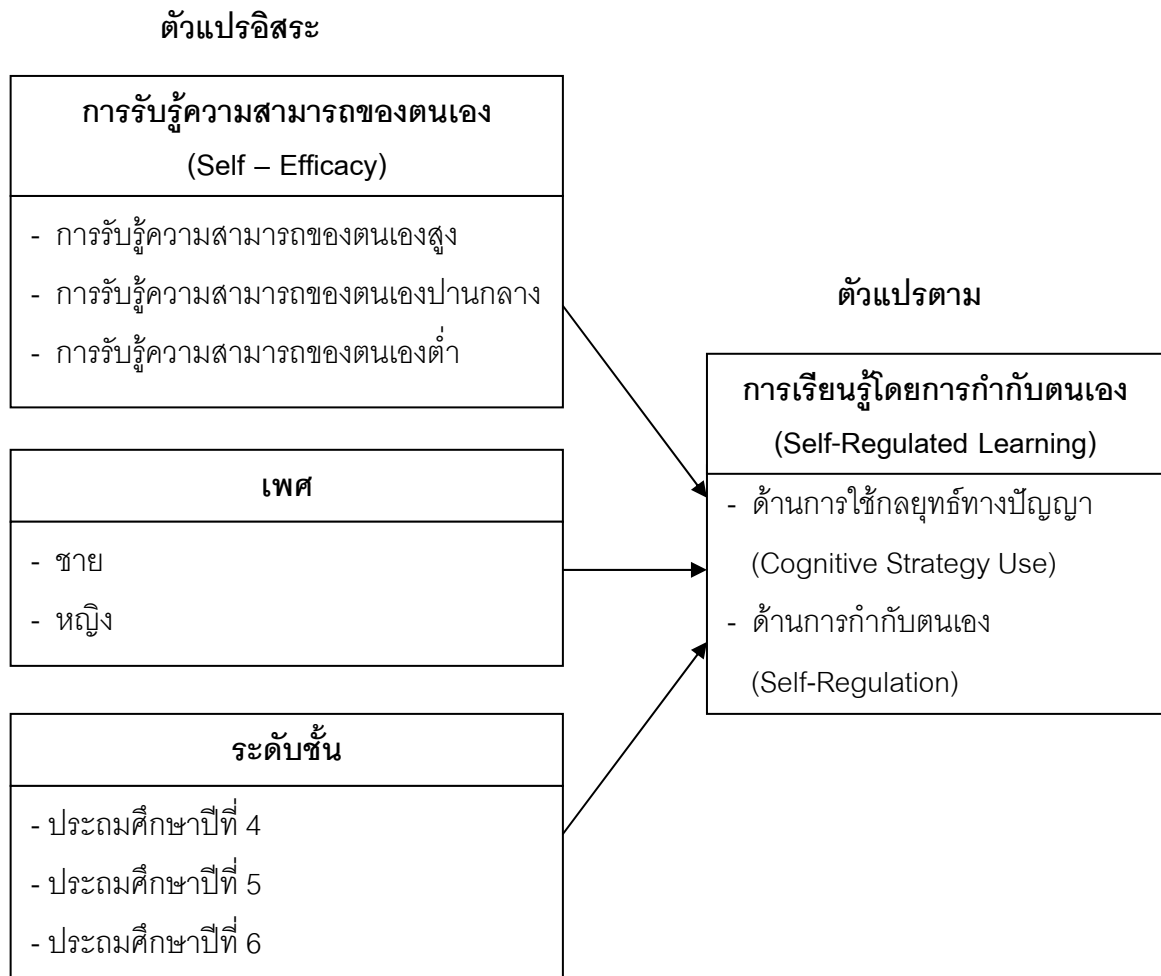 ตัวแปรอิสระ
การรับรู้ความสามารถของตนเอง
(Self – Efficacy)
- การรับรู้ความสามารถของตนเองสูง
- การรับรู้ความสามารถของตนเองปานกลาง
- การรับรู้ความสามารถของตนเองต่ำ
เพศ
- ชาย
- หญิง
ระดับชั้น
- ประถมศึกษาปีที่ 4
- ประถมศึกษาปีที่ 5
- ประถมศึกษาปีที่ 6
ตัวแปรตาม
การเรียนรู้โดยการกำกับตนเอง
(Self-Regulated Learning)
- ด้านการใช้กลยุทธ์ทางปัญญา
(Cognitive Strategy Use)
- ด้านการกำกับตนเอง
(Self-Regulation)